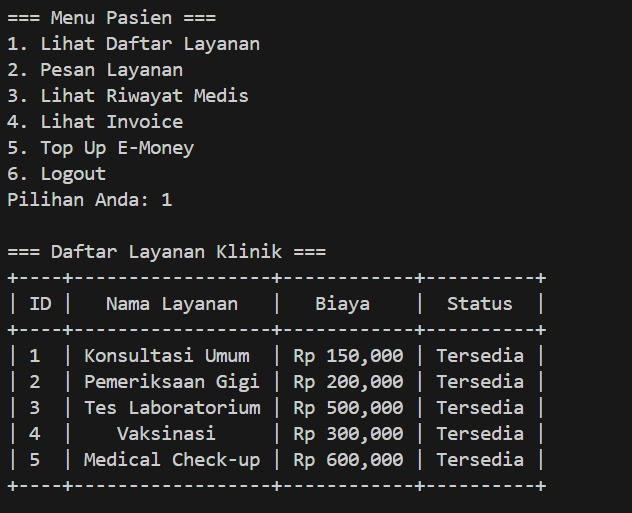 === Menu Pasien ===
1. Lihat Daftar Layanan
2. Pesan Layanan
3. Lihat Riwayat Medis
4. Lihat Invoice
5. Top Up E-Money
6. Logout
Pilihan Anda: 1

=== Daftar Layanan Klinik ===
+----+------------------+------------+----------+
| ID |   Nama Layanan   |   Biaya    |  Status  |
+----+------------------+------------+----------+
| 1  | Konsultasi Umum  | Rp 150,000 | Tersedia |
| 2  | Pemeriksaan Gigi | Rp 200,000 | Tersedia |
| 3  | Tes Laboratorium | Rp 500,000 | Tersedia |
| 4  |    Vaksinasi     | Rp 300,000 | Tersedia |
| 5  | Medical Check-up | Rp 600,000 | Tersedia |
+----+------------------+------------+----------+